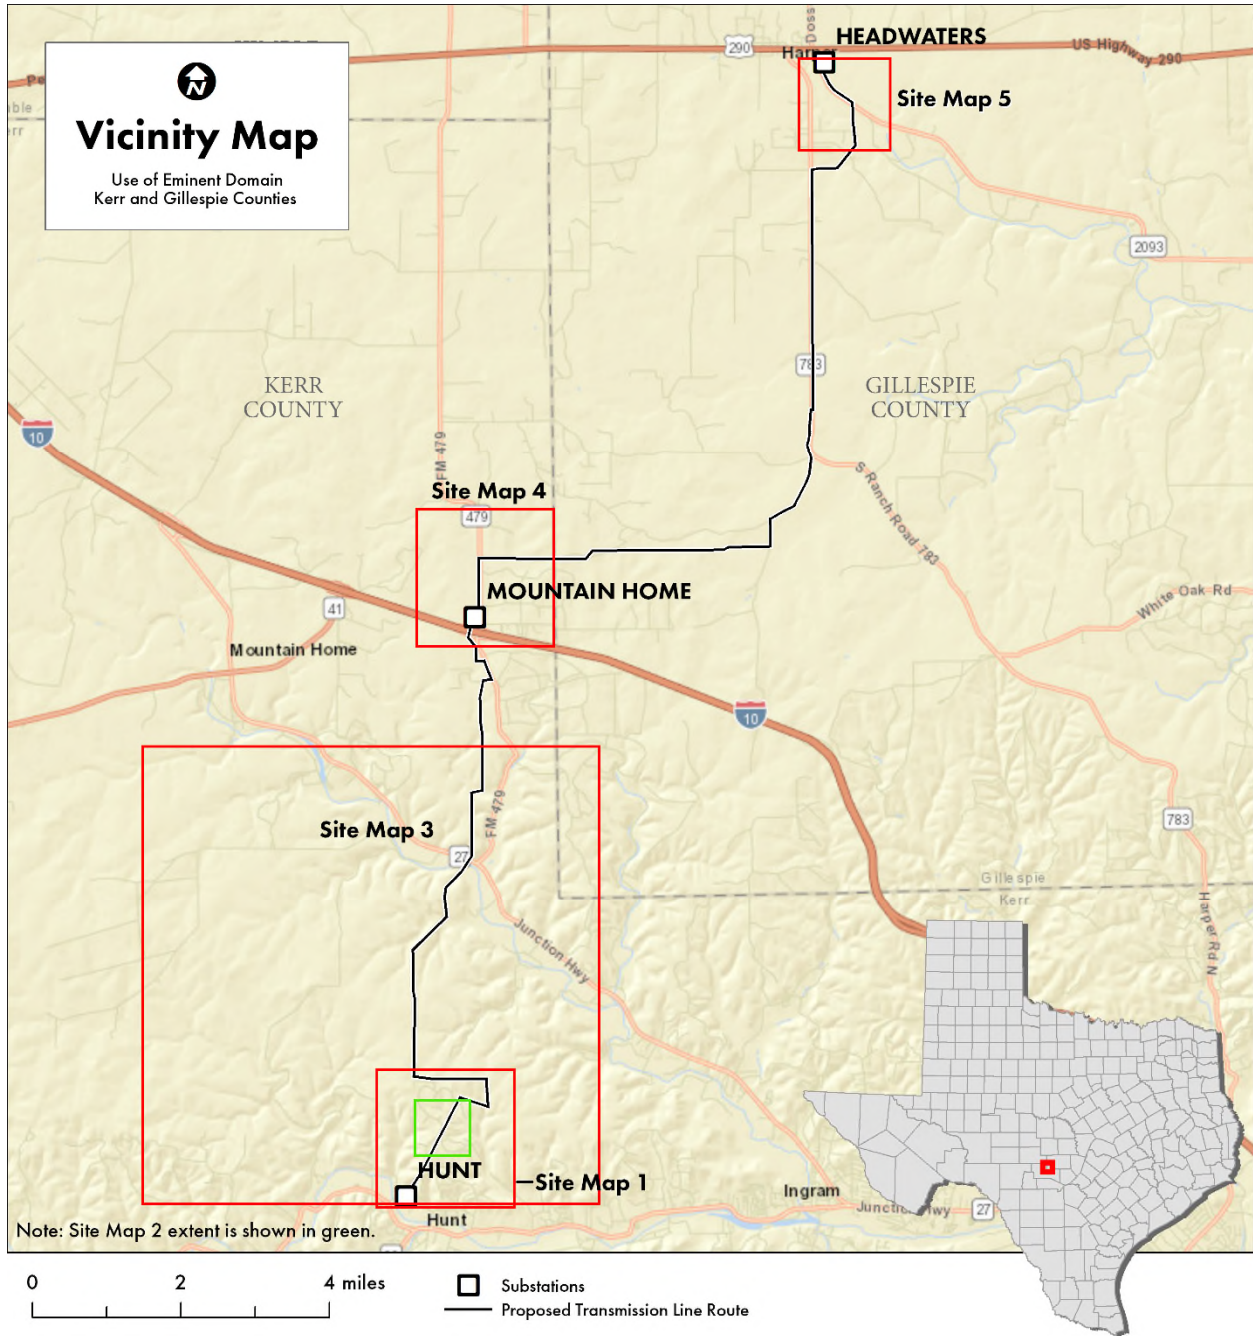 N
Vicinity Map
Use of Eminent Domain
Kerr and Gillespie Counties
290
Harper
Doss
HEADWATERS
US Highway 290
Site Map 5
2093
783
KERR
COUNTY
GILLESPIE
COUNTY
10
FM 479
Site Map 4
479
S Ranch Road 783
MOUNTAIN HOME
41
White Oak Rd
Mountain Home
10
Site Map 3
FM 479
27
783
Gillespie
Kerr
Harper Rd N
Junction Hwy
HUNT
Site Map 1
Ingram
Junction Hwy
27
Hunt
Note: Site Map 2 extent is shown in green.
0 2 4 miles
Substations
Proposed Transmission Line Route